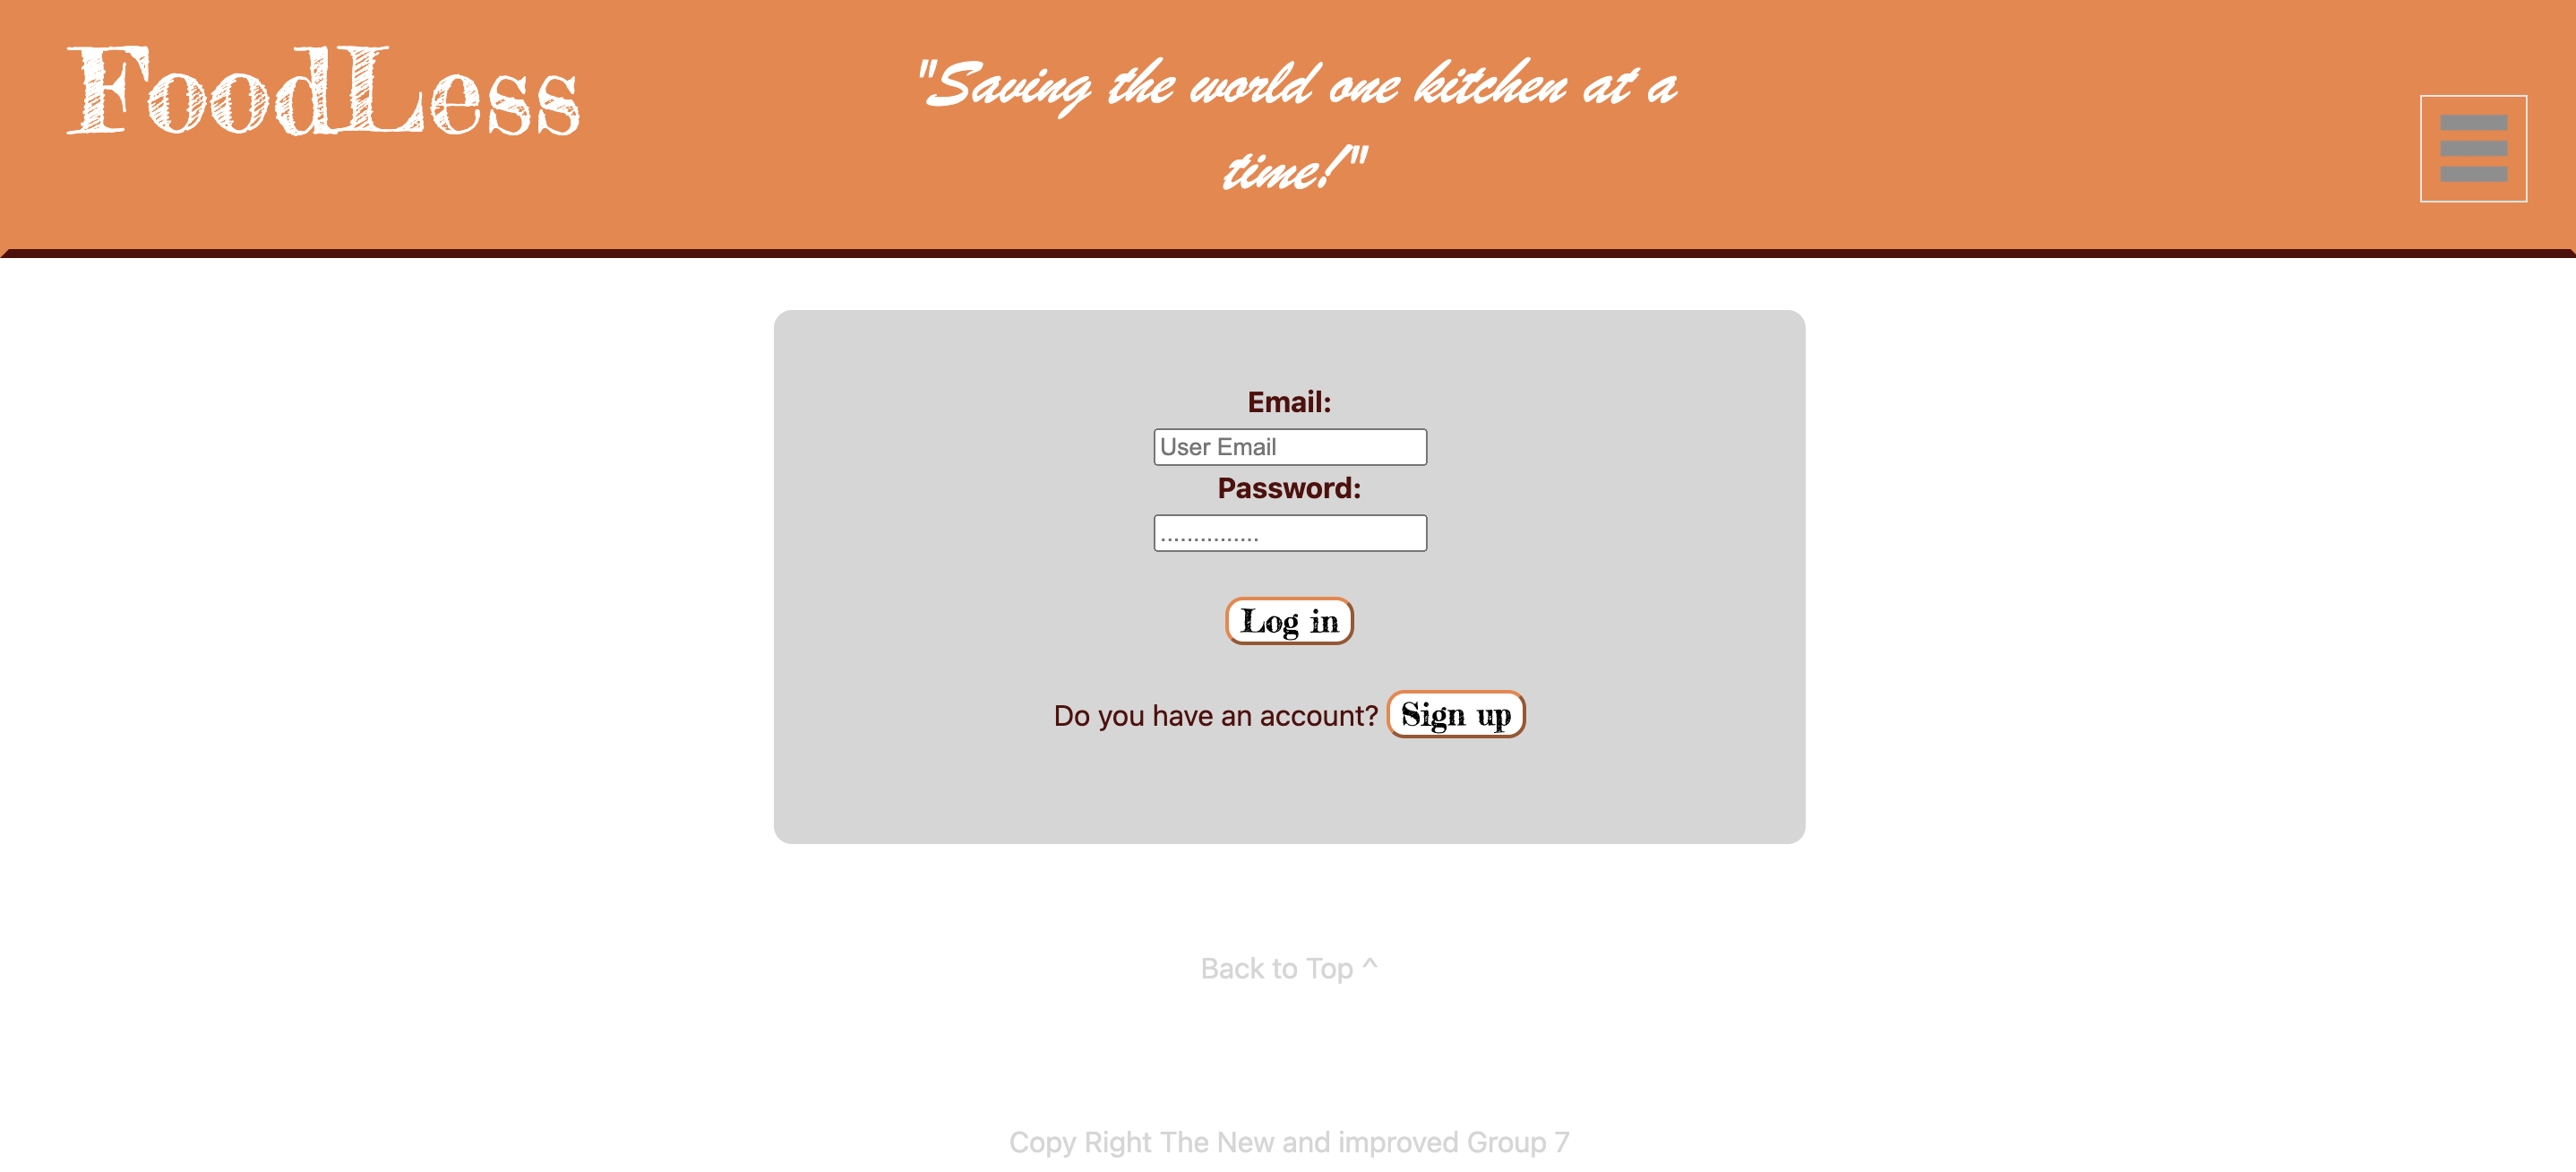 FoodLess
"Saving the world one kitchen at a
time!"
Email:
User Email
Password:
...............
Log in
Do you have an account? Sign up
Back to Top ^
Copy Right The New and improved Group 7